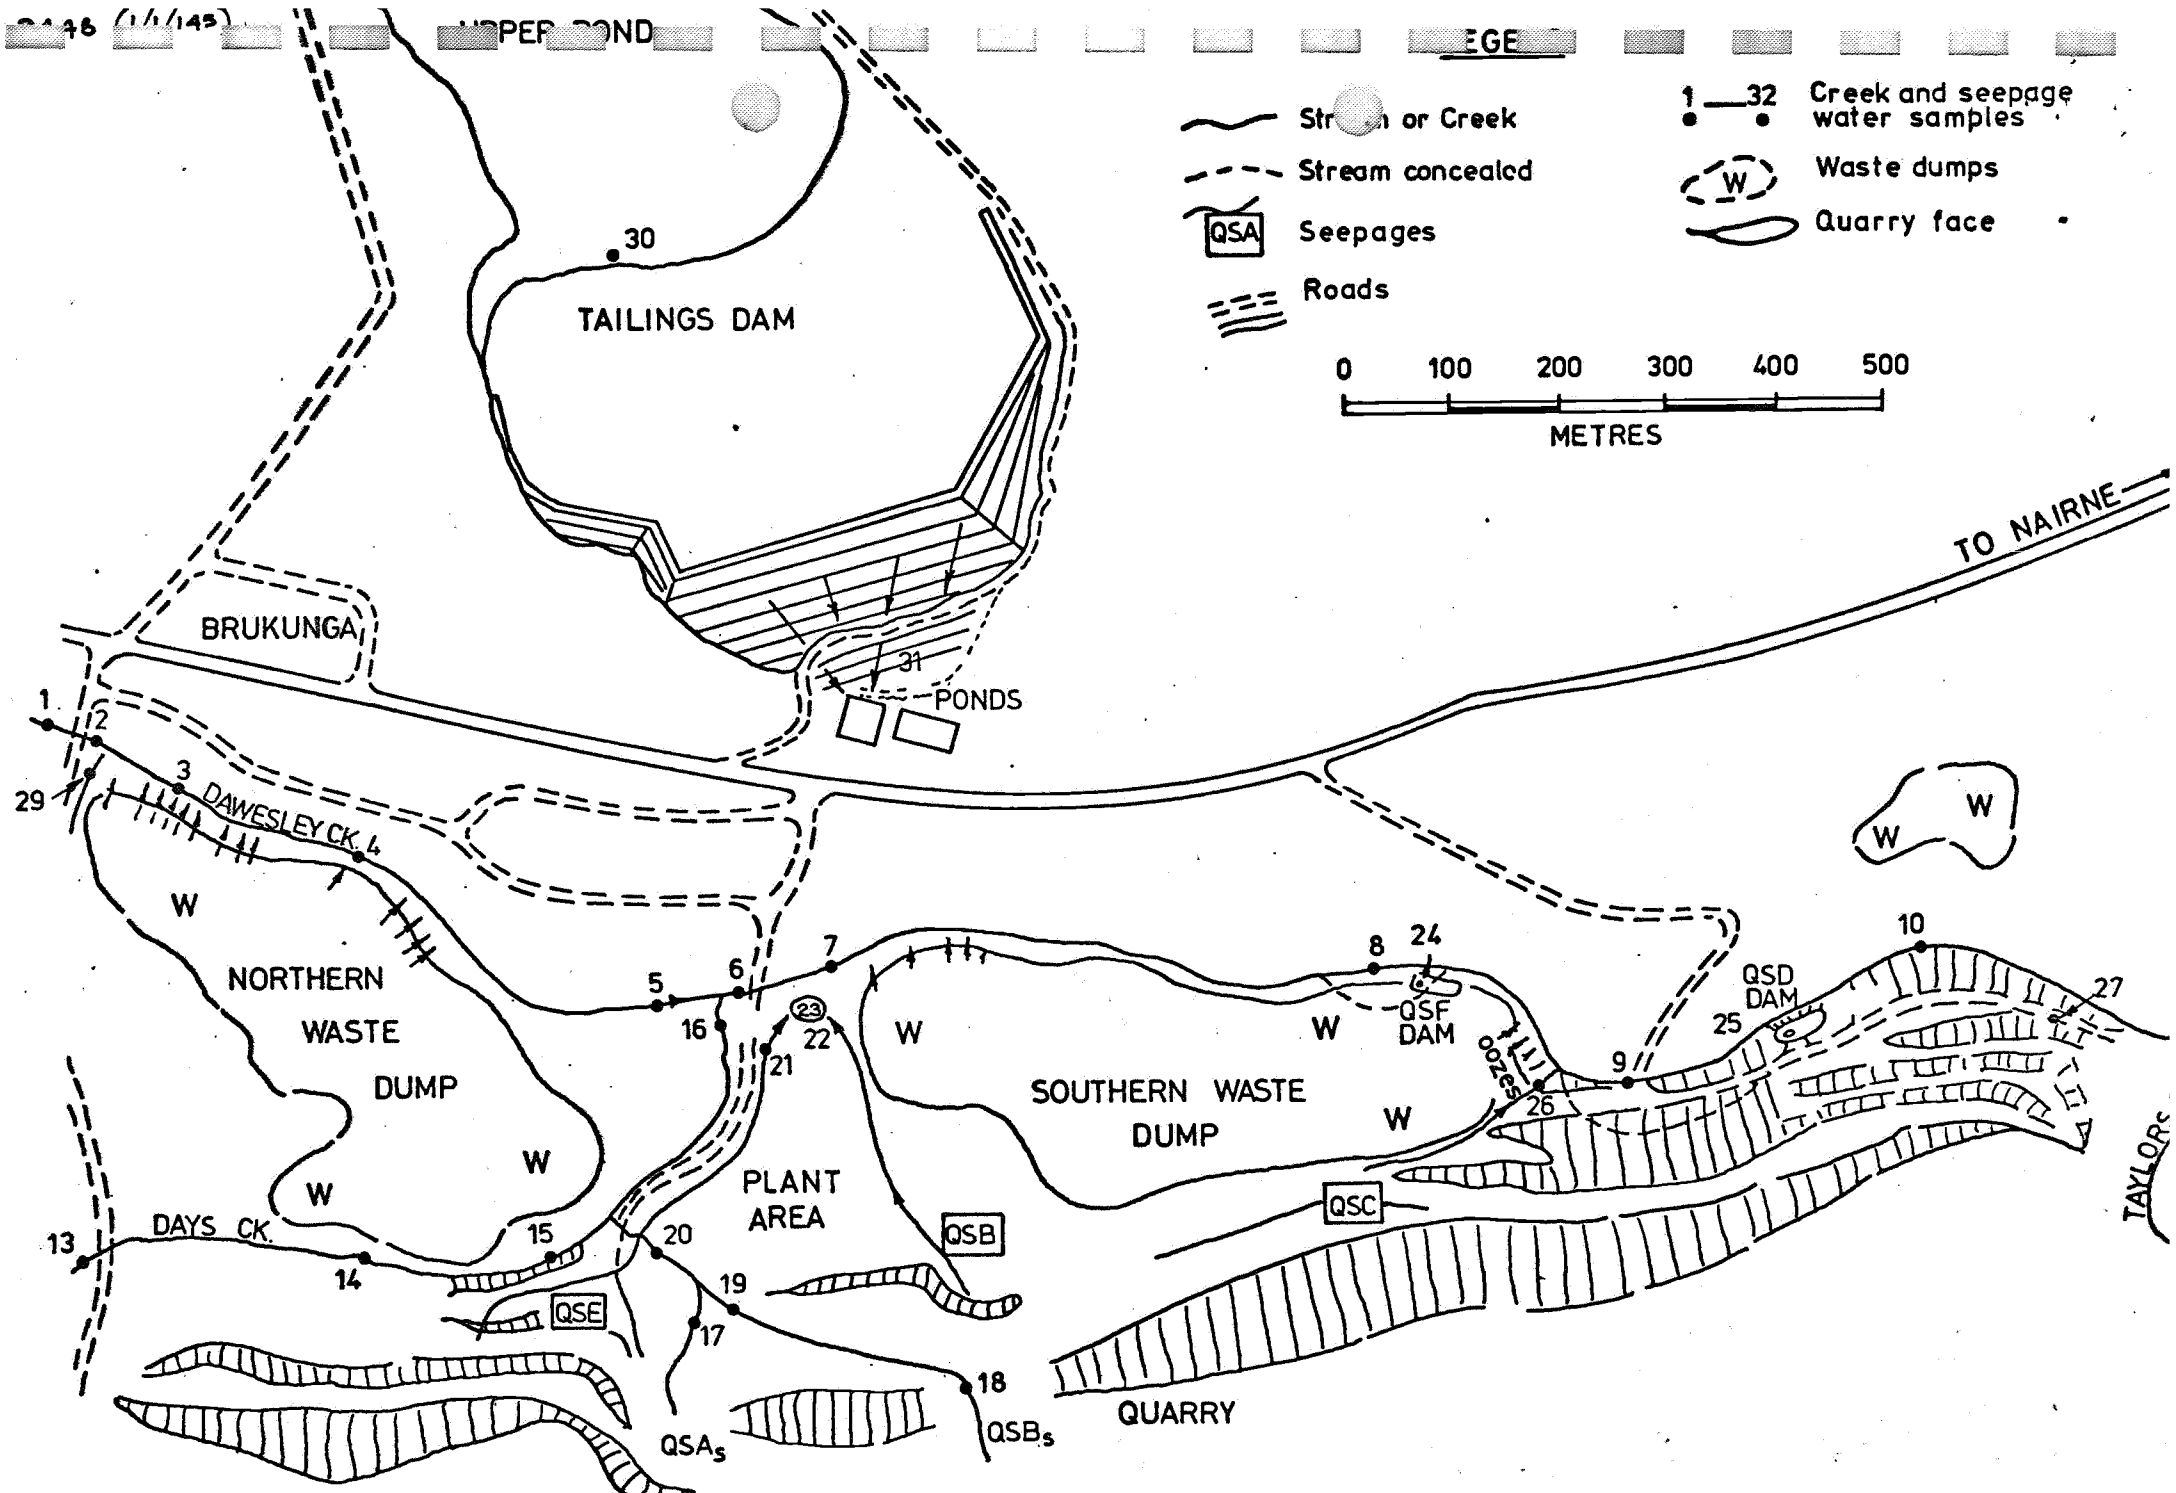 (1/1/145)
UPPER POND
Stream or Creek
Stream concealed
QSA Seepages
Roads
1 32 Creek and seepage
water samples
W Waste dumps
Quarry face
0 100 200 300 400 500
METRES
30
TAILINGS DAM
TO NAIRNE
BRUKUNGA
31
PONDS
1
2
3
29
DAWESLEY CK.
4
W
W
W
NORTHERN
WASTE
DUMP
W
W
5
6
7
16
23
22
21
W
8
24
QSF
DAM
W
OOZES
9
26
QSD
DAM
25
10
27
SOUTHERN WASTE
DUMP
W
PLANT
AREA
W
QSB
QSC
TAYLORS
13
DAYS CK.
14
15
20
19
17
QSE
18
QSAs
QSBs
QUARRY